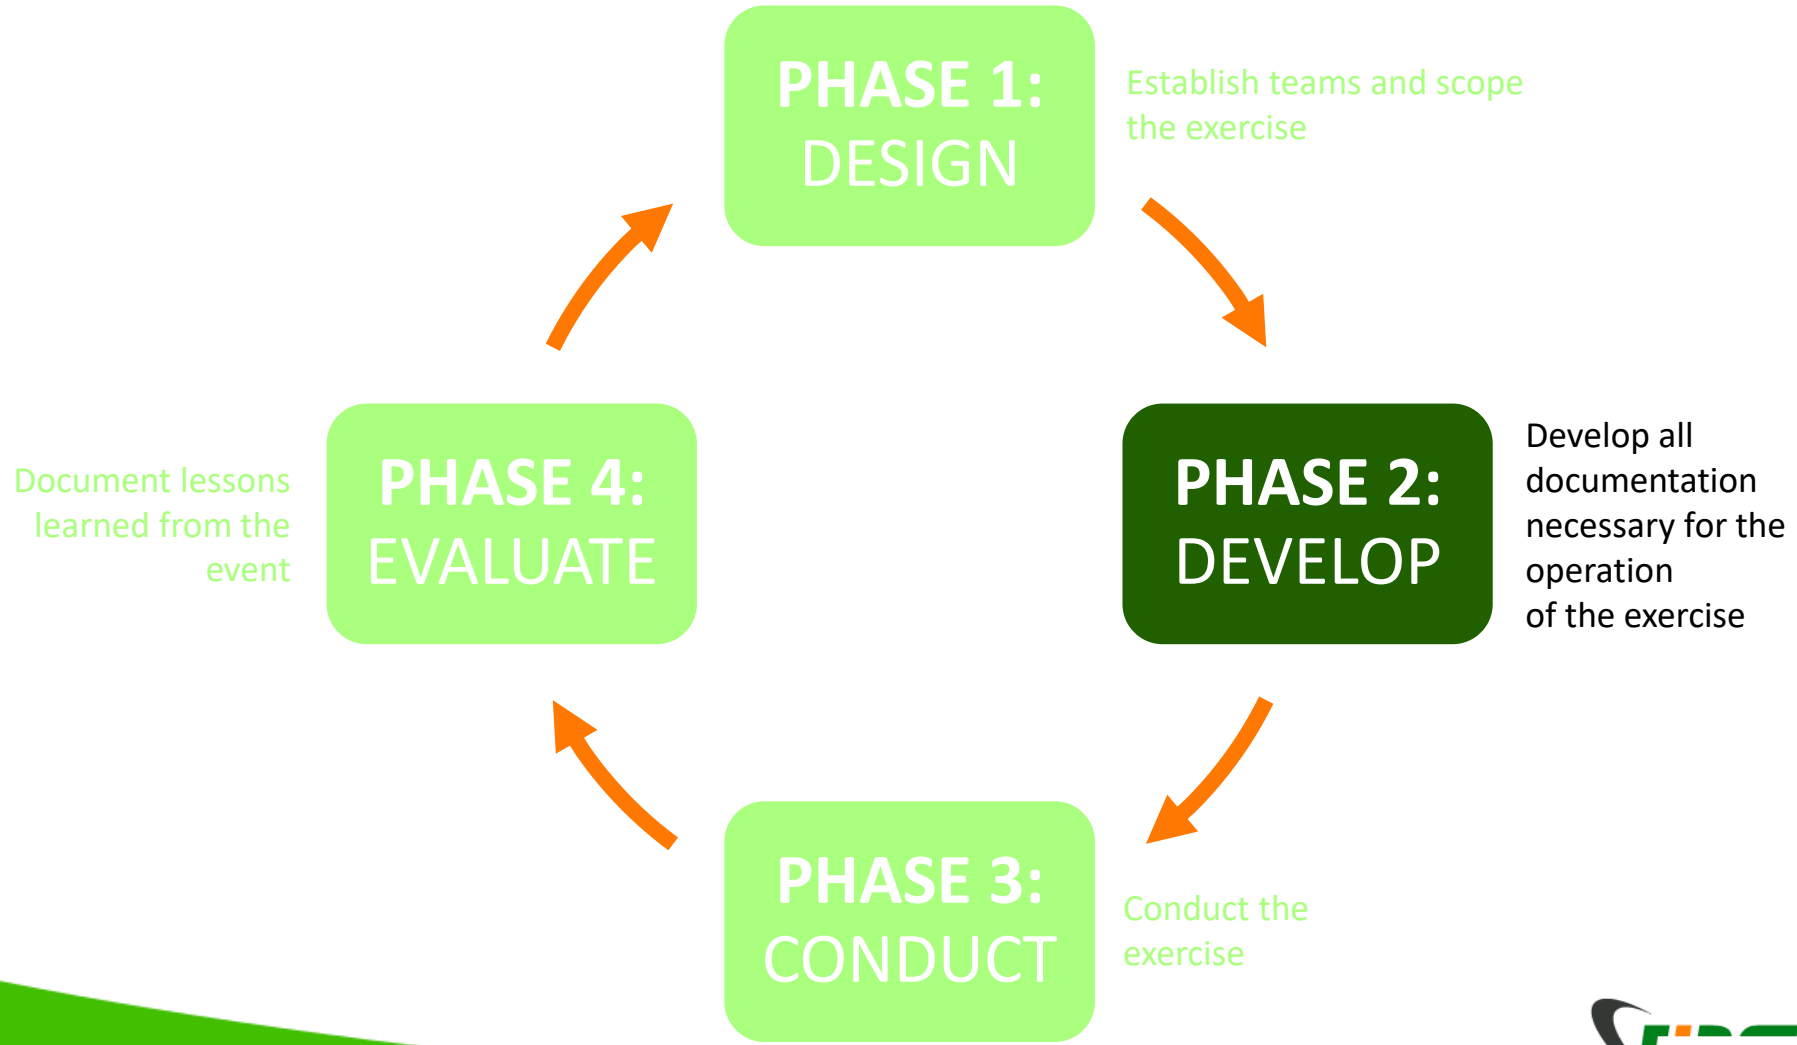 PHASE 1:
DESIGN
Establish teams and scope
the exercise
PHASE 2:
DEVELOP
Develop all
documentation
necessary for the
operation
of the exercise
PHASE 3:
CONDUCT
Conduct the
exercise
PHASE 4:
EVALUATE
Document lessons
learned from the
event